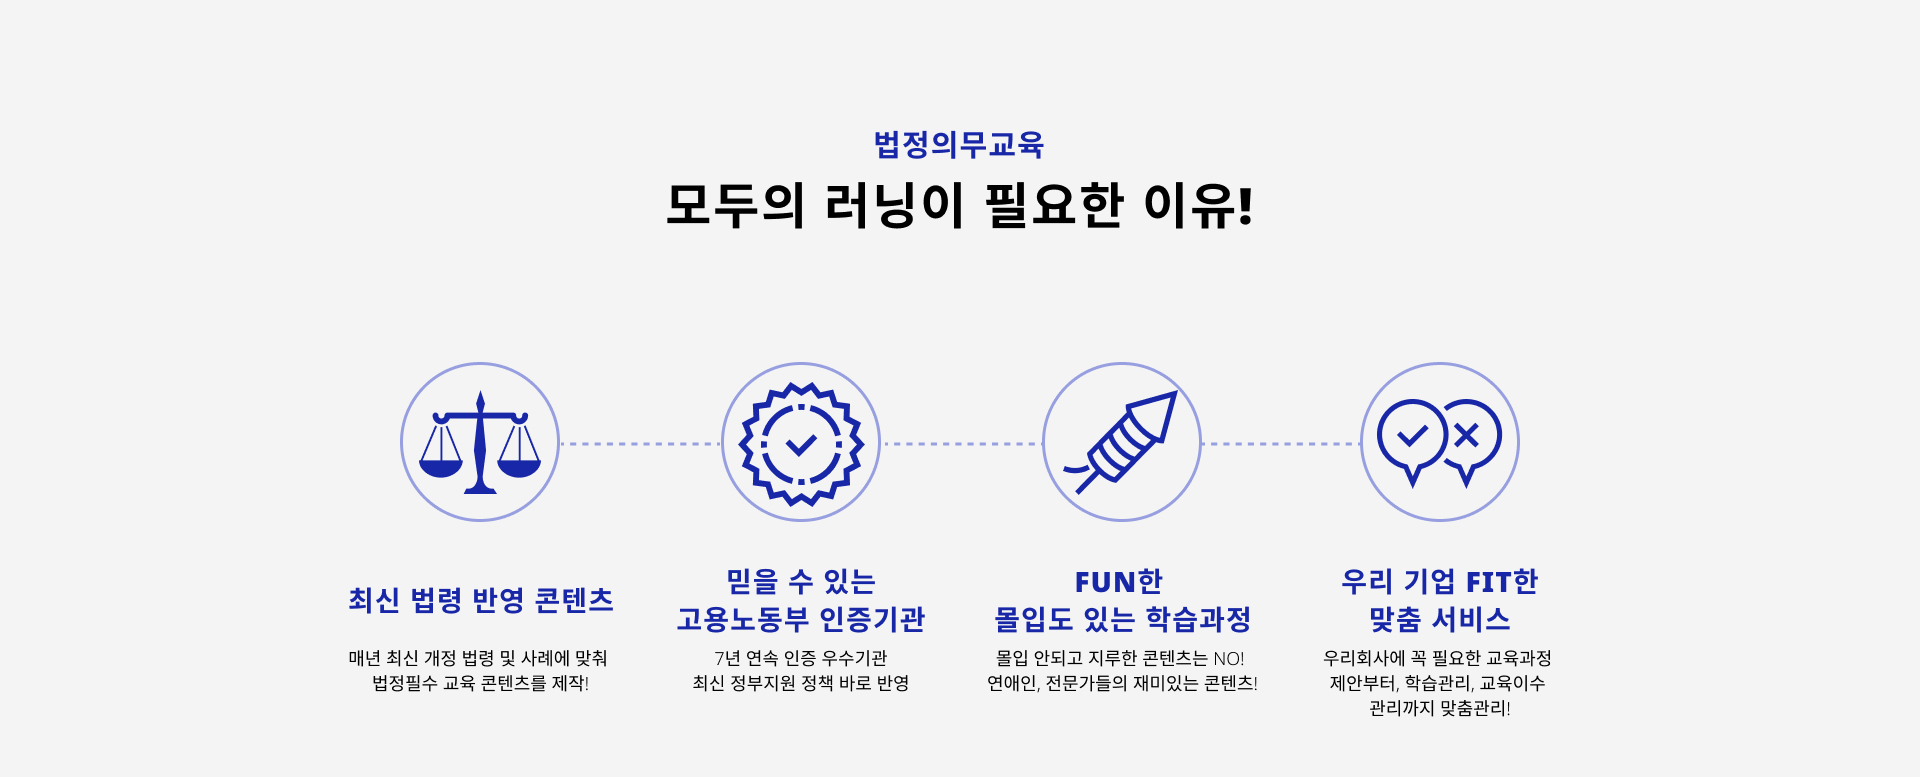 법정의무교육
모두의 러닝이 필요한 이유!
최신 법령 반영 콘텐츠
매년 최신 개정 법령 및 사례에 맞춰
법정필수 교육 콘텐츠를 제작!
믿을 수 있는
고용노동부 인증기관
7년 연속 인증 우수기관
최신 정부지원 정책 바로 반영
FUN한
몰입도 있는 학습과정
몰입 안되고 지루한 콘텐츠는 NO!
연애인, 전문가들의 재미있는 콘텐츠!
우리 기업 FIT한
맞춤 서비스
우리회사에 꼭 필요한 교육과정
제안부터, 학습관리, 교육이수
관리까지 맞춤관리!